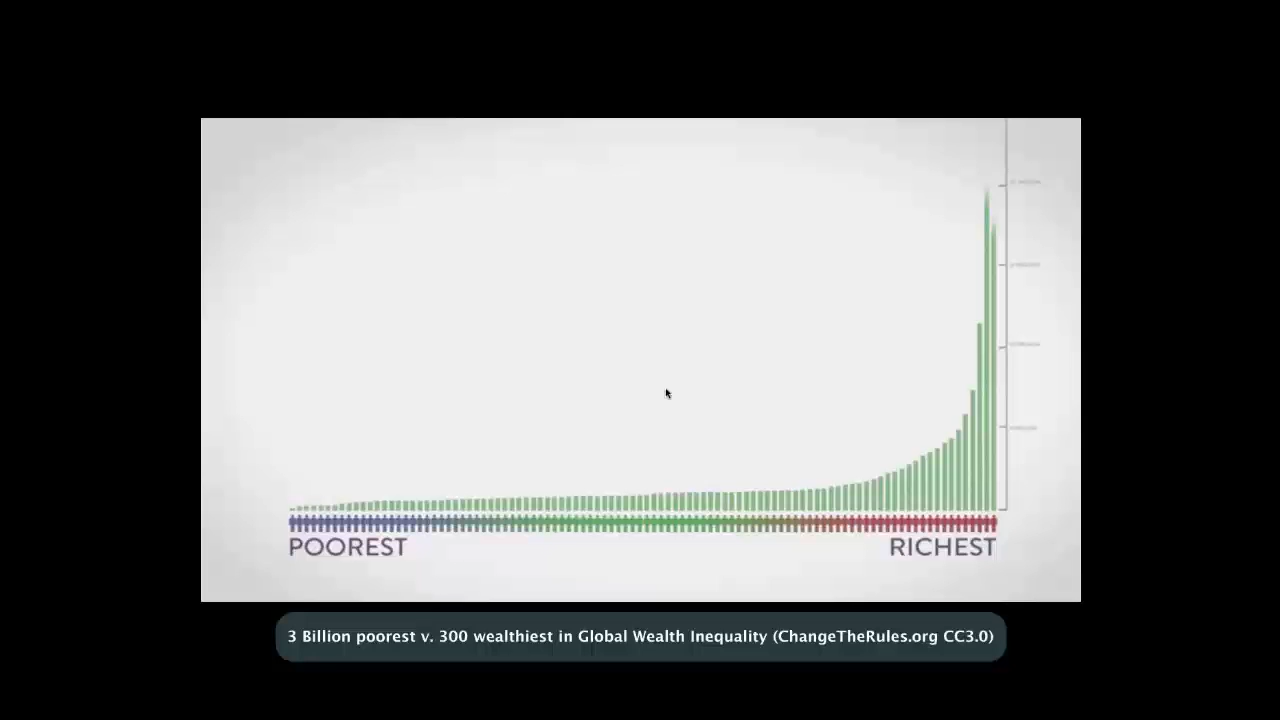 POOREST
RICHEST
3 Billion poorest v. 300 wealthiest in Global Wealth Inequality (ChangeTheRules.org CC3.0)